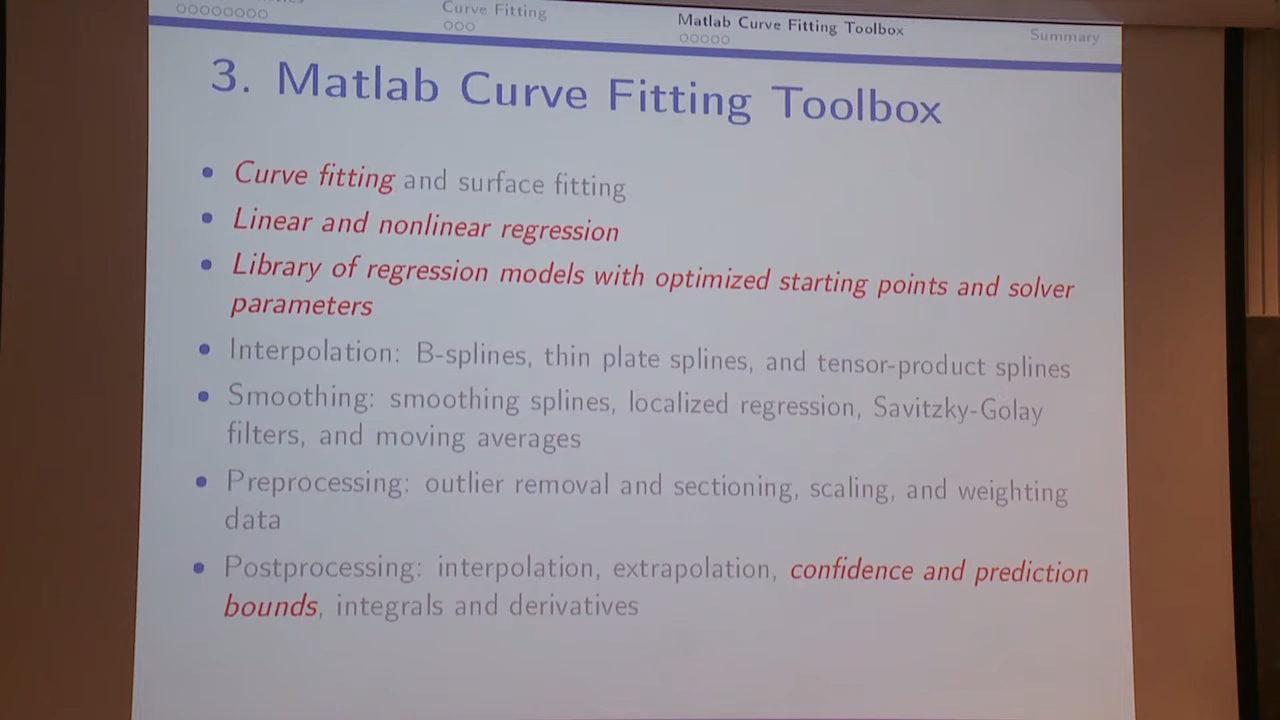 Curve Fitting
Matlab Curve Fitting Toolbox
Summary
3. Matlab Curve Fitting Toolbox
• Curve fitting and surface fitting
• Linear and nonlinear regression
• Library of regression models with optimized starting points and solver
parameters
• Interpolation: B-splines, thin plate splines, and tensor-product splines
• Smoothing: smoothing splines, localized regression, Savitzky-Golay
filters, and moving averages
• Preprocessing: outlier removal and sectioning, scaling, and weighting
data
• Postprocessing: interpolation, extrapolation, confidence and prediction
bounds, integrals and derivatives